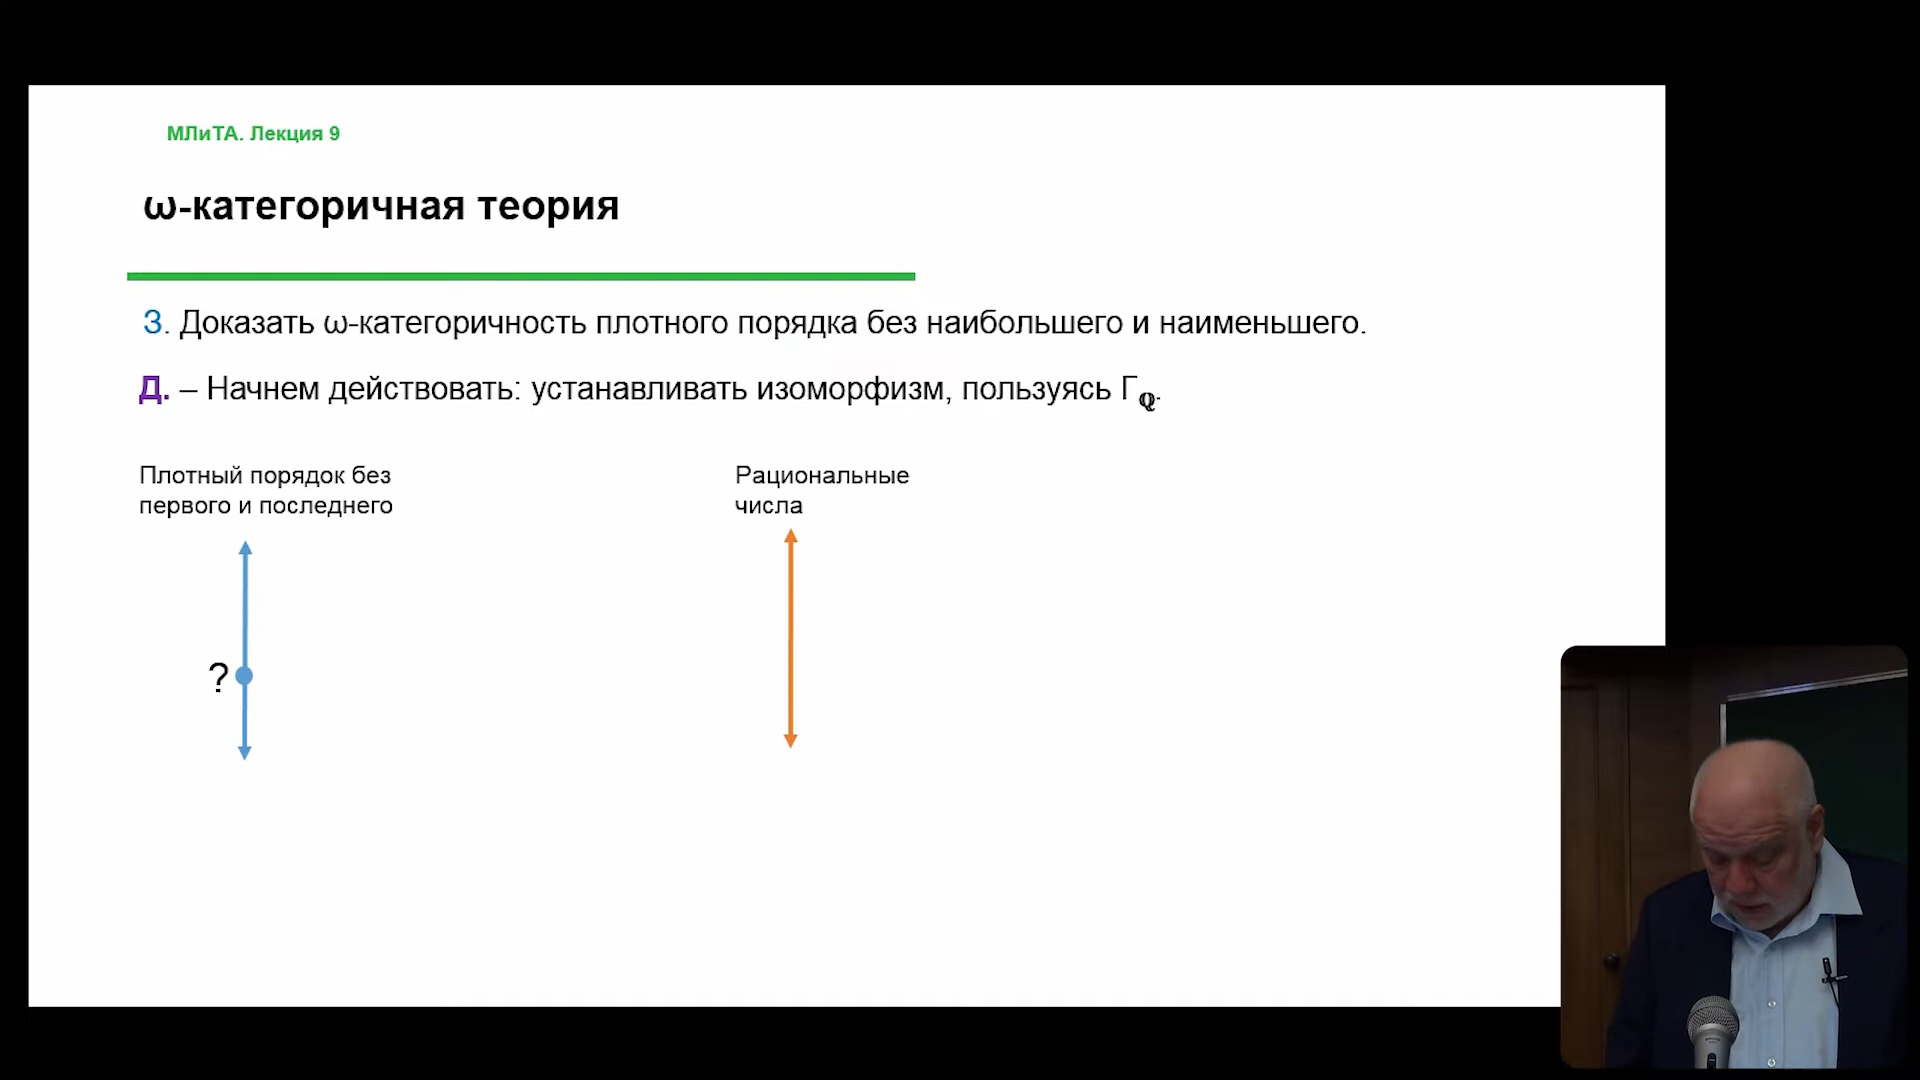 МЛиТА. Лекция 9
ω-категоричная теория
З. Доказать ω-категоричность плотного порядка без наибольшего и наименьшего.
Д. – Начнем действовать: устанавливать изоморфизм, пользуясь Γℚ.
Плотный порядок без
первого и последнего
Рациональные
числа
?